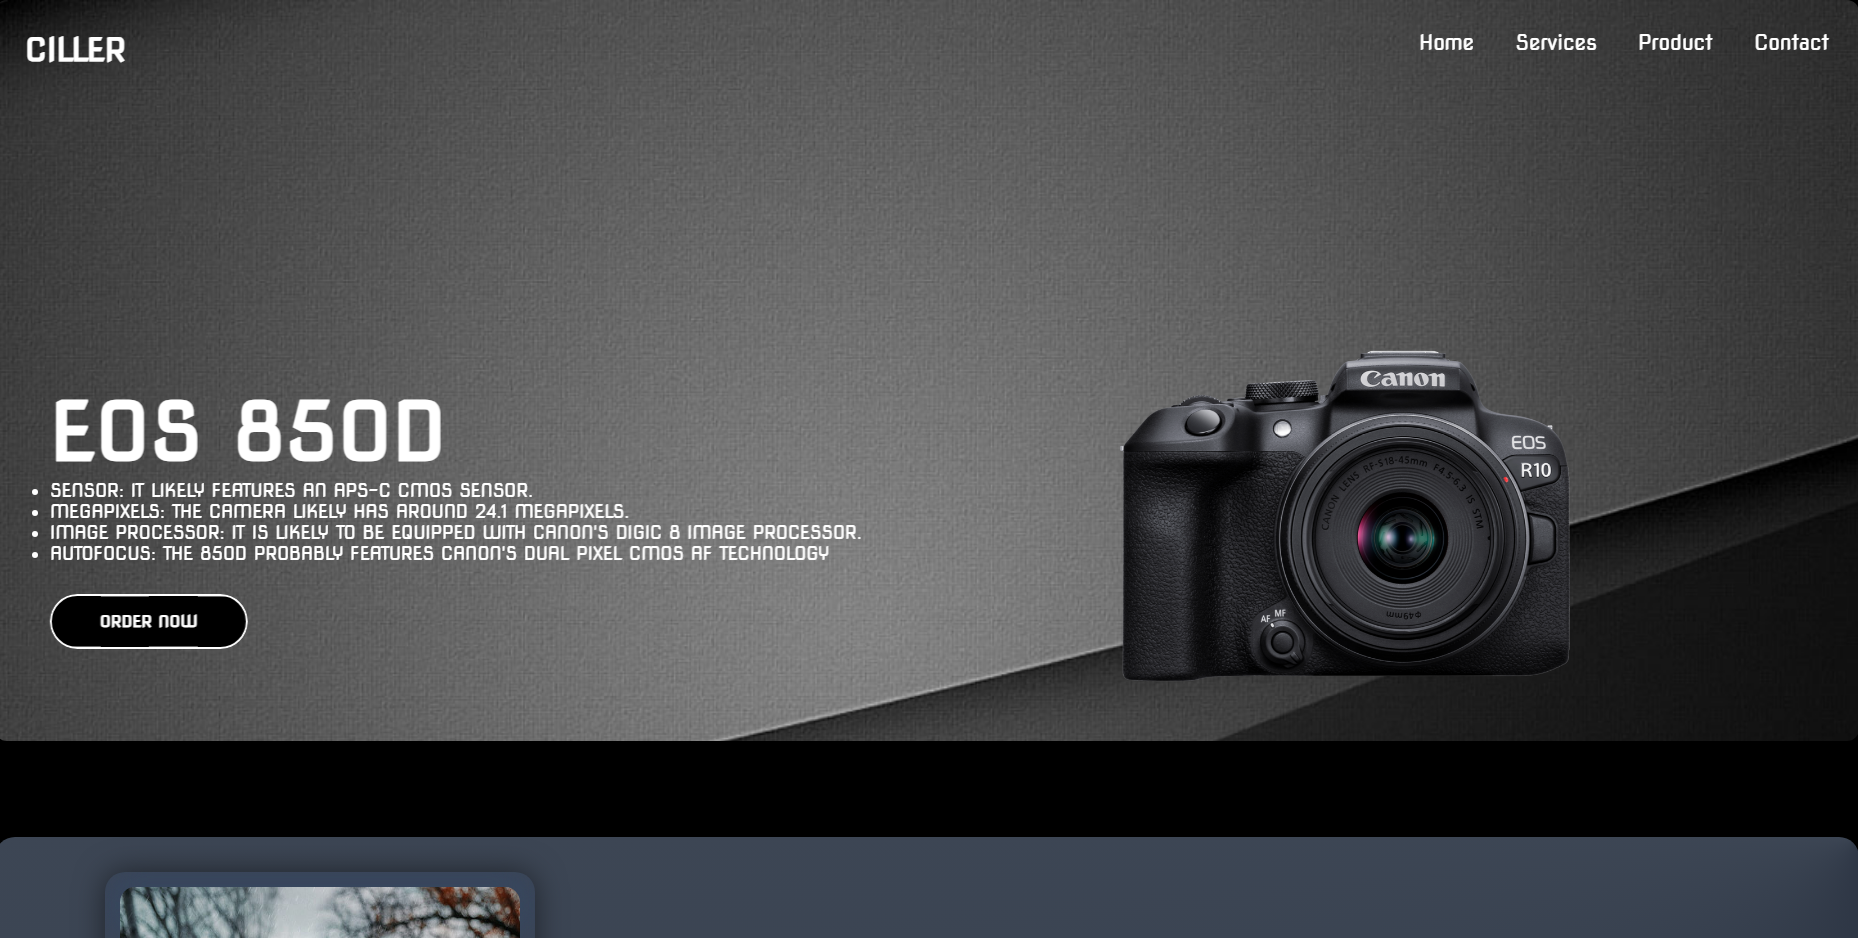 CILLER
Home Services Product Contact
Canon
EOS
R10
CANON LENS RF-S18-45mm F4.5-6.3 IS STM
EOS 850D
SENSOR: IT LIKELY FEATURES AN APS-C CMOS SENSOR.
MEGAPIXELS: THE CAMERA LIKELY HAS AROUND 24.1 MEGAPIXELS.
IMAGE PROCESSOR: IT IS LIKELY TO BE EQUIPPED WITH CANON'S DIGIC 8 IMAGE PROCESSOR.
AUTOFOCUS: THE 850D PROBABLY FEATURES CANON'S DUAL PIXEL CMOS AF TECHNOLOGY
ORDER NOW
AF MF
Φ49mm